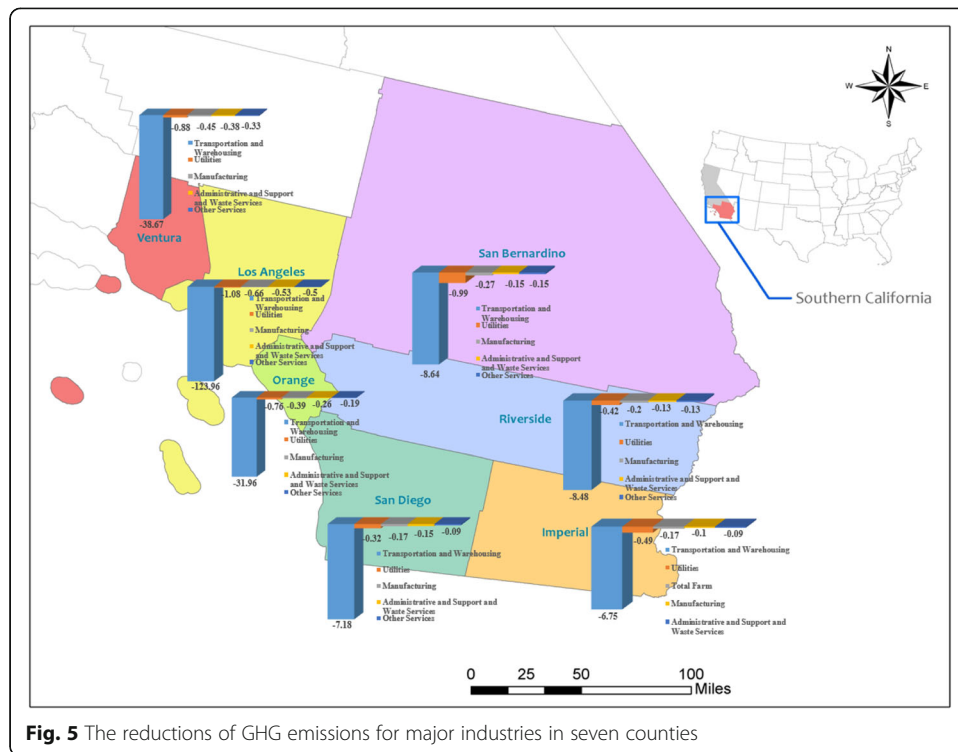 N
W
E
S
-0.88 -0.45 -0.38 -0.33
Transportation and
Warehousing
Utilities
Manufacturing
Administrative and Support
and Waste Services
Other Services
-38.67
Ventura
Los Angeles
-1.08 -0.66 -0.53 -0.5
Transportation and
Warehousing
Utilities
Manufacturing
Administrative and Support
and Waste Services
Other Services
-123.96
San Bernardino
-0.99 -0.27 -0.15 -0.15
Transportation and
Warehousing
Utilities
Manufacturing
Administrative and Support
and Waste Services
Other Services
-8.64
Southern California
Orange
-0.76 -0.39 -0.26 -0.19
Transportation and
Warehousing
Utilities
Manufacturing
Administrative and Support
and Waste Services
Other Services
-31.96
Riverside
-0.42 -0.2 -0.13 -0.13
Transportation and Warehousing
Utilities
Manufacturing
Administrative and Support and
Waste Services
Other Services
-8.48
San Diego
-0.32 -0.17 -0.15 -0.09
Transportation and Warehousing
Utilities
Manufacturing
Administrative and Support and
Waste Services
Other Services
-7.18
Imperial
-0.49 -0.17 -0.1 -0.09
Transportation and Warehousing
Utilities
Total Farm
Manufacturing
Administrative and Support and
Waste Services
-6.75
0 25 50 100
Miles
Fig. 5 The reductions of GHG emissions for major industries in seven counties